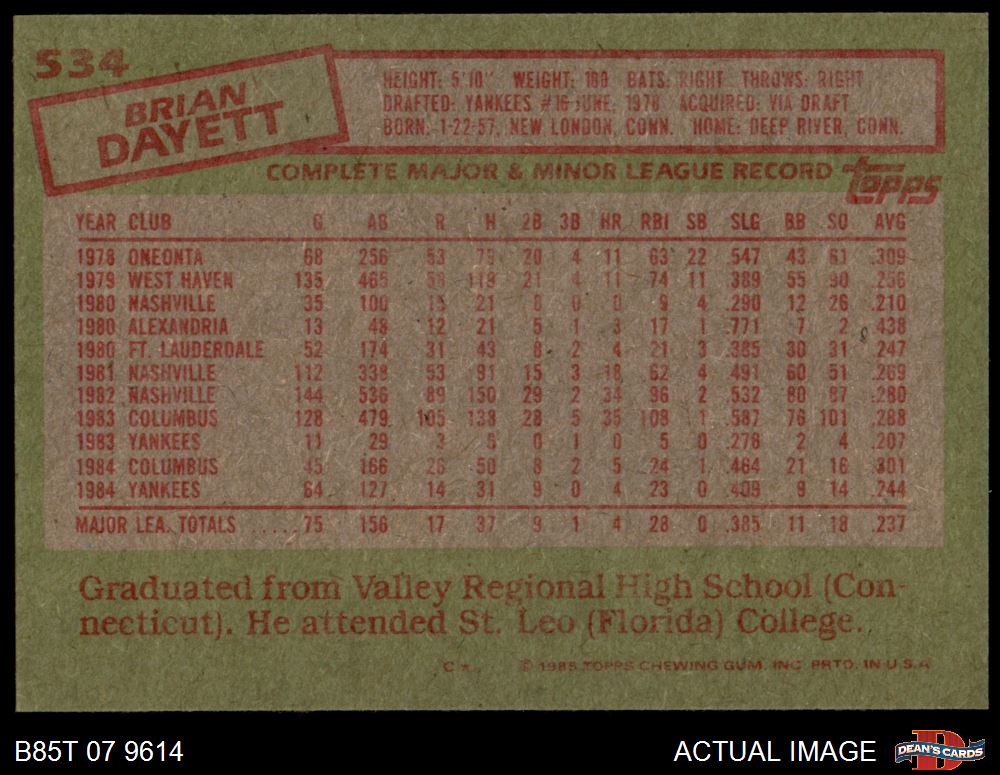 534
BRIAN
DAYETT
HEIGHT: 5'10" WEIGHT: 180 BATS: RIGHT THROWS: RIGHT
DRAFTED: YANKEES #16-JUNE, 1978 ACQUIRED: VIA DRAFT
BORN: 1-22-57, NEW LONDON, CONN. HOME: DEEP RIVER, CONN.
COMPLETE MAJOR & MINOR LEAGUE RECORD topps
YEAR CLUB G AB R H 2B 3B HR RBI SB SLG BB SO AVG
1978 ONEONTA 68 256 53 79 20 4 11 63 22 .547 43 61 .309
1979 WEST HAVEN 135 465 58 119 21 4 11 74 11 .389 55 90 .256
1980 NASHVILLE 35 100 15 21 8 0 0 9 4 .290 12 26 .210
1980 ALEXANDRIA 13 48 12 21 5 1 3 17 1 .771 7 2 .438
1980 FT. LAUDERDALE 52 174 31 43 8 2 4 21 3 .385 30 31 .247
1981 NASHVILLE 112 338 53 91 15 3 18 62 4 .491 60 51 .269
1982 NASHVILLE 144 536 89 150 29 2 34 96 2 .532 80 87 .280
1983 COLUMBUS 128 479 105 138 28 5 35 108 1 .587 76 101 .288
1983 YANKEES 11 29 3 6 0 1 0 5 0 .276 2 4 .207
1984 COLUMBUS 45 166 26 50 8 2 5 24 1 .464 21 16 .301
1984 YANKEES 64 127 14 31 9 0 4 23 0 .409 9 14 .244
MAJOR LEA. TOTALS ..... 75 156 17 37 9 1 4 28 0 .385 11 18 .237
Graduated from Valley Regional High School (Con-
necticut). He attended St. Leo (Florida) College.
C* © 1985 TOPPS CHEWING GUM, INC. PRTD. IN U.S.A.
B85T 07 9614 ACTUAL IMAGE D DEAN'S CARDS